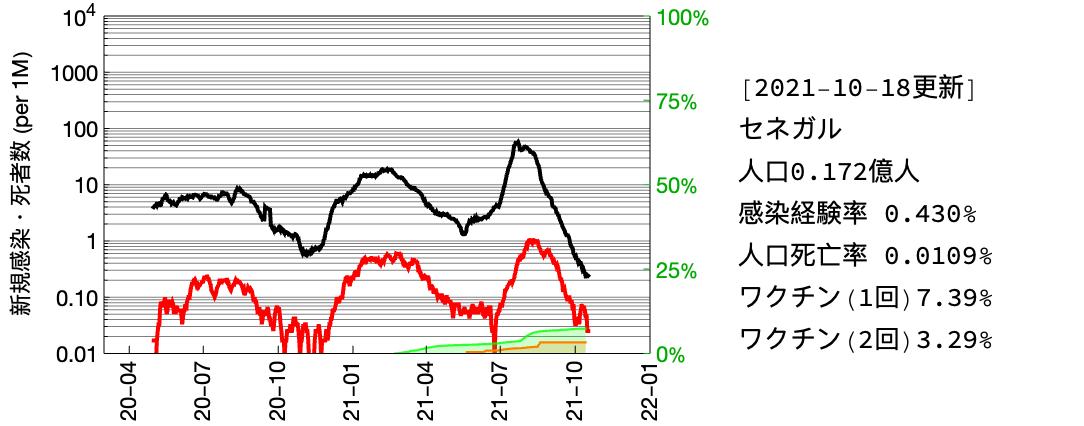 新規感染・死者数 (per 1M)
10⁴
1000
100
10
1
0.10
0.01
100%
75%
50%
25%
0%
20-04
20-07
20-10
21-01
21-04
21-07
21-10
22-01
[2021-10-18更新]
セネガル
人口0.172億人
感染経験率 0.430%
人口死亡率 0.0109%
ワクチン(1回)7.39%
ワクチン(2回)3.29%